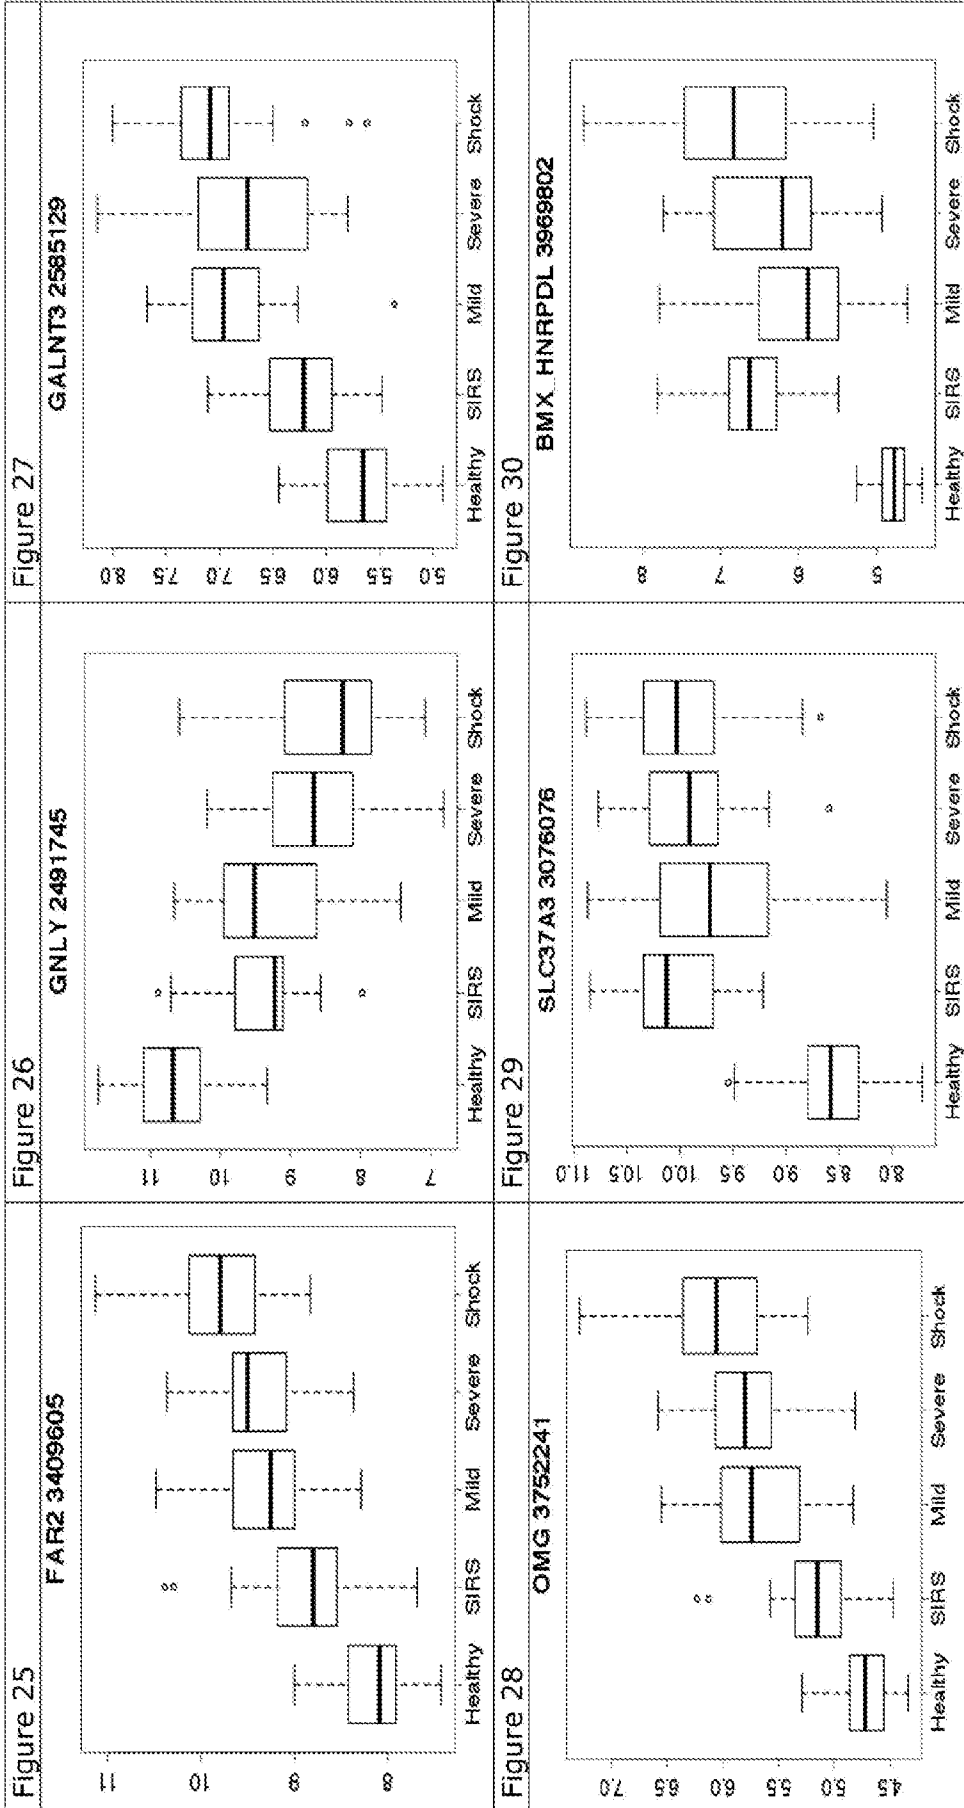 Figure 25
FAR2 3409605
11
10
9
8
Healthy SIRS Mild Severe Shock
Figure 26
GNLY 2491745
11
10
9
8
7
Healthy SIRS Mild Severe Shock
Figure 27
GALNT3 2585129
8.0
7.5
7.0
6.5
6.0
5.5
5.0
Healthy SIRS Mild Severe Shock
Figure 28
OMG 3752241
7.0
6.5
6.0
5.5
5.0
4.5
Healthy SIRS Mild Severe Shock
Figure 29
SLC37A3 3076076
11.0
10.5
10.0
9.5
9.0
8.5
8.0
Healthy SIRS Mild Severe Shock
Figure 30
BMX_HNRPDL 3969802
8
7
6
5
Healthy SIRS Mild Severe Shock